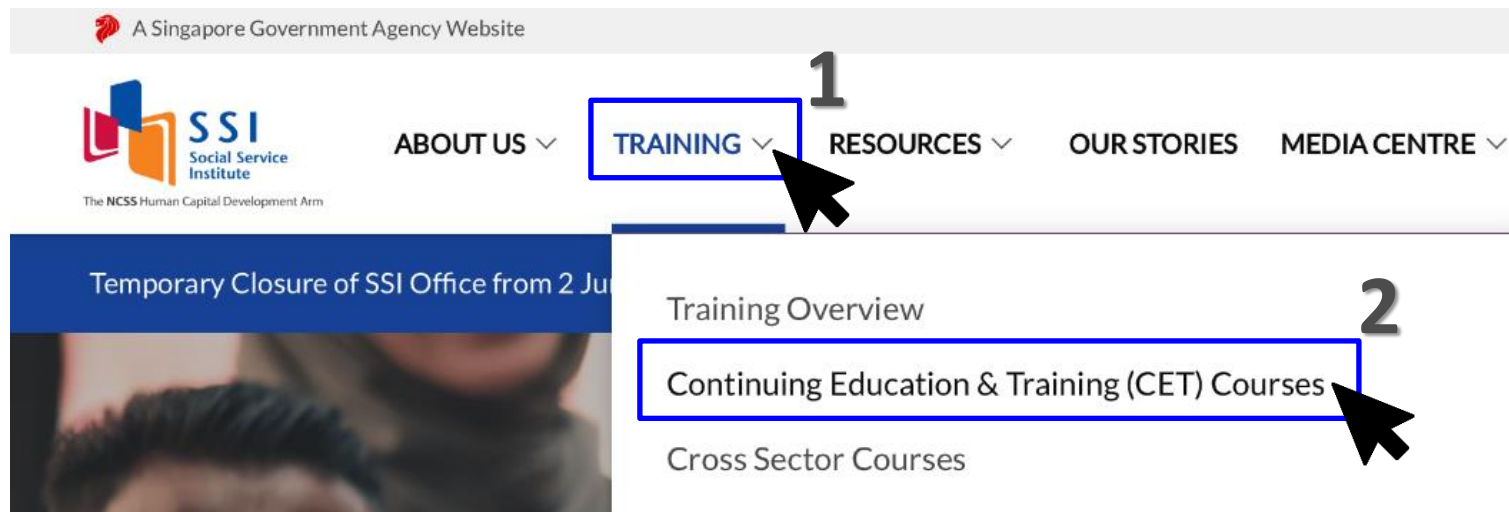 A Singapore Government Agency Website
1
SSI
Social Service
Institute
The NCSS Human Capital Development Arm
ABOUT US
TRAINING
RESOURCES
OUR STORIES
MEDIA CENTRE
Temporary Closure of SSI Office from 2
Training Overview
2
Continuing Education & Training (CET) Courses
Cross Sector Courses